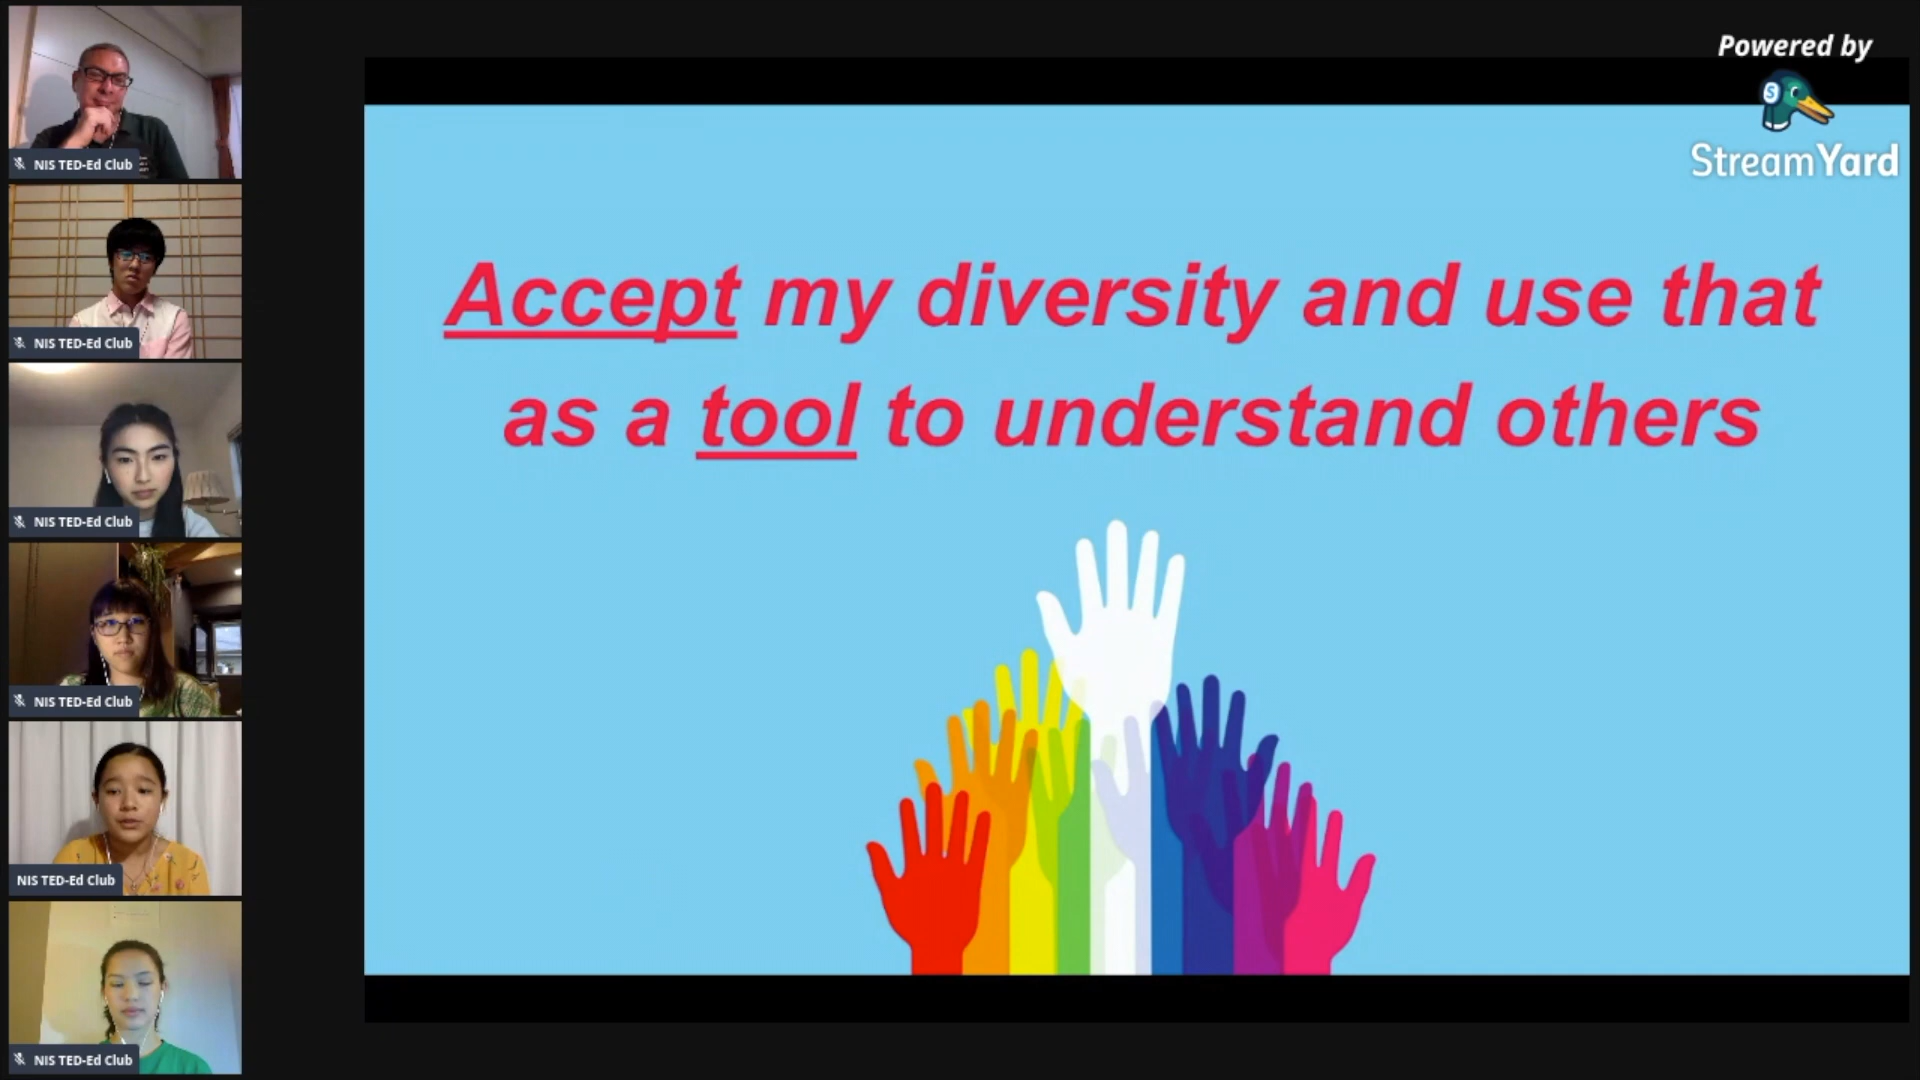 Powered by
S
StreamYard
NIS TED-Ed Club
NIS TED-Ed Club
NIS TED-Ed Club
NIS TED-Ed Club
NIS TED-Ed Club
NIS TED-Ed Club
Accept my diversity and use that
as a tool to understand others